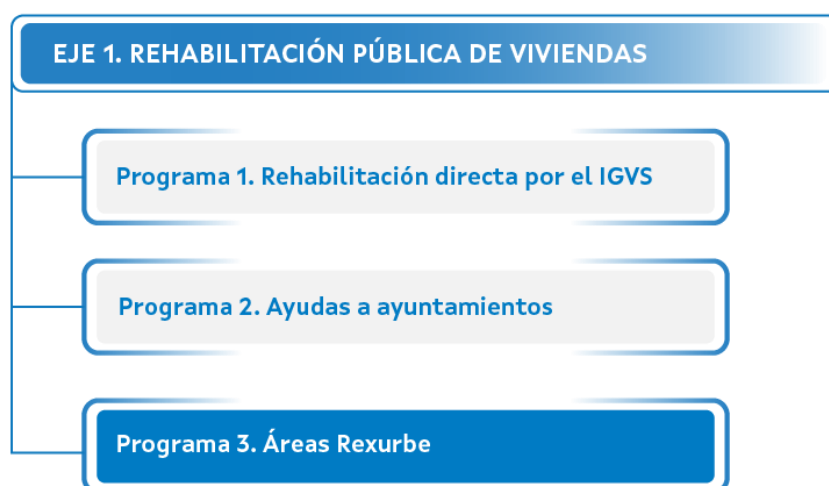 EJE 1. REHABILITACIÓN PÚBLICA DE VIVIENDAS
Programa 1. Rehabilitación directa por el IGVS
Programa 2. Ayudas a ayuntamientos
Programa 3. Áreas Rexurbe